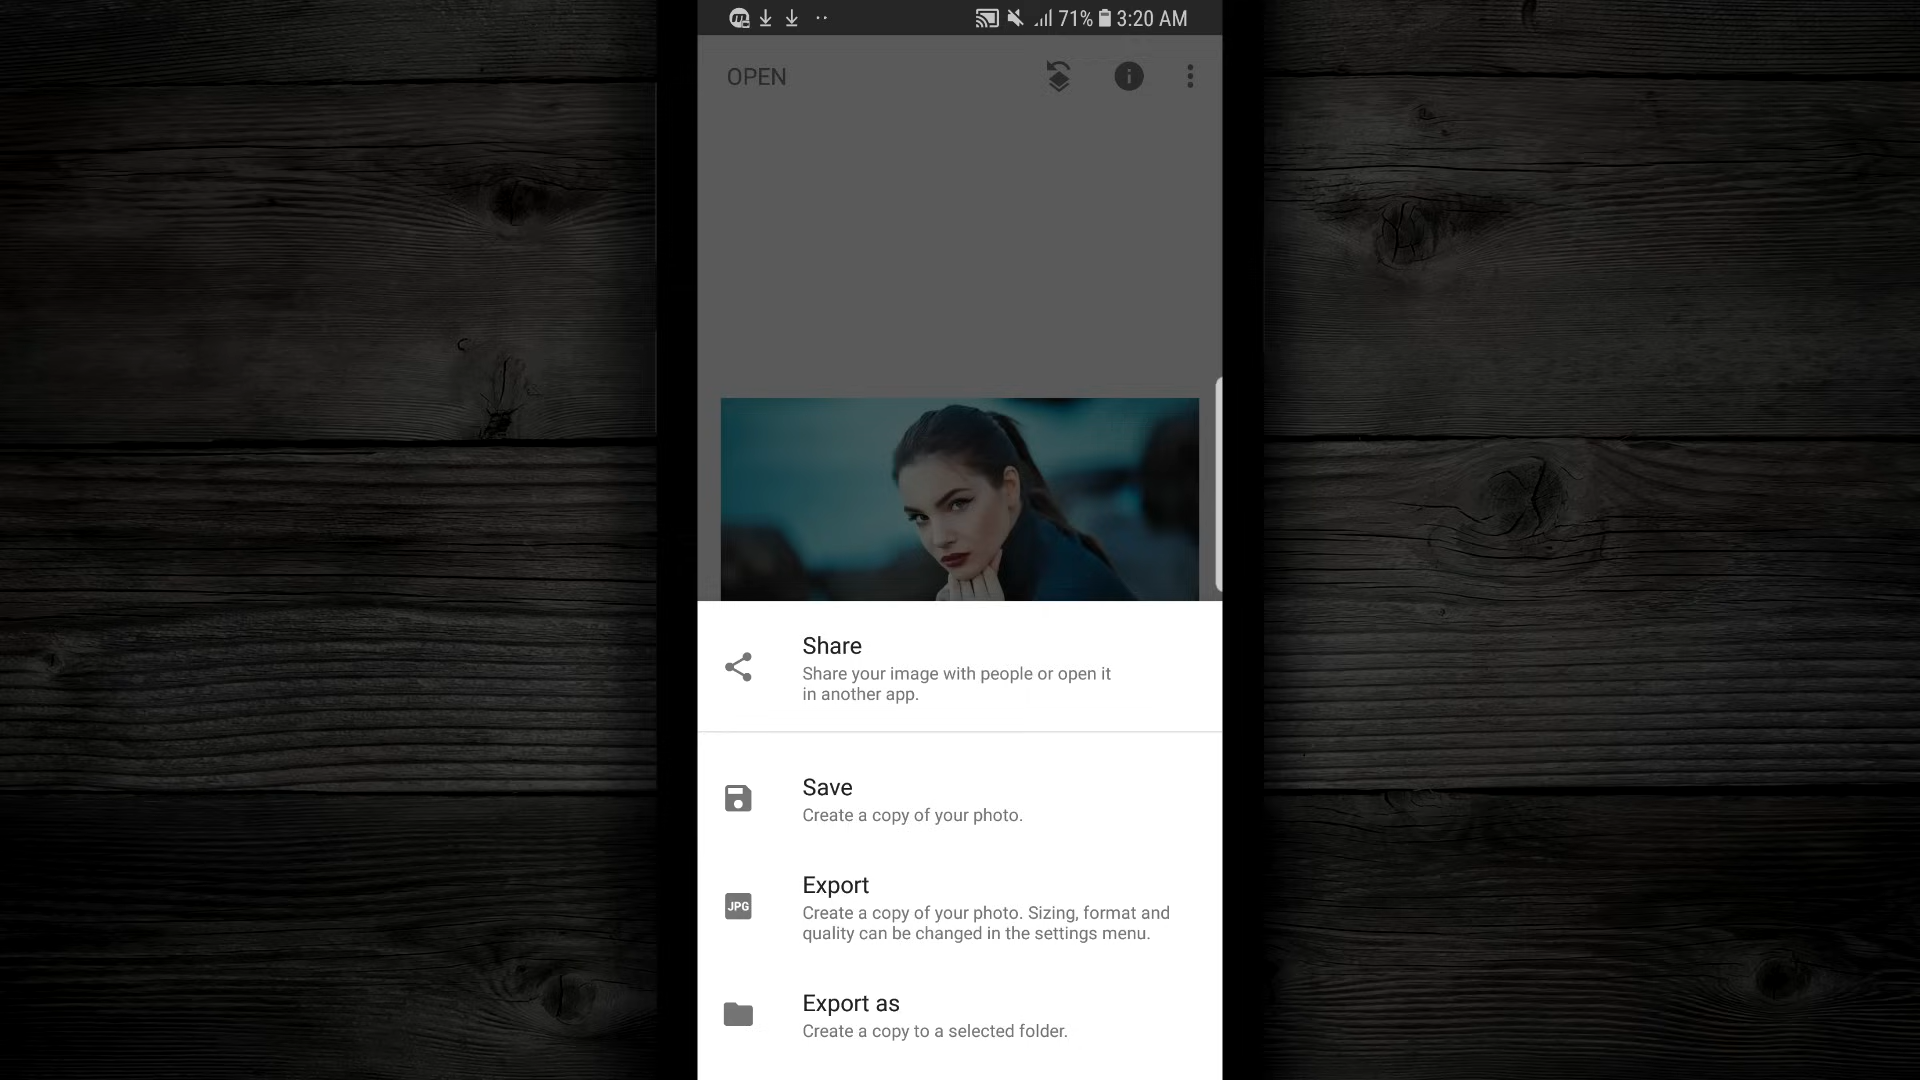 71% 3:20 AM
OPEN
Share
Share your image with people or open it
in another app.
Save
Create a copy of your photo.
JPG
Export
Create a copy of your photo. Sizing, format and
quality can be changed in the settings menu.
Export as
Create a copy to a selected folder.